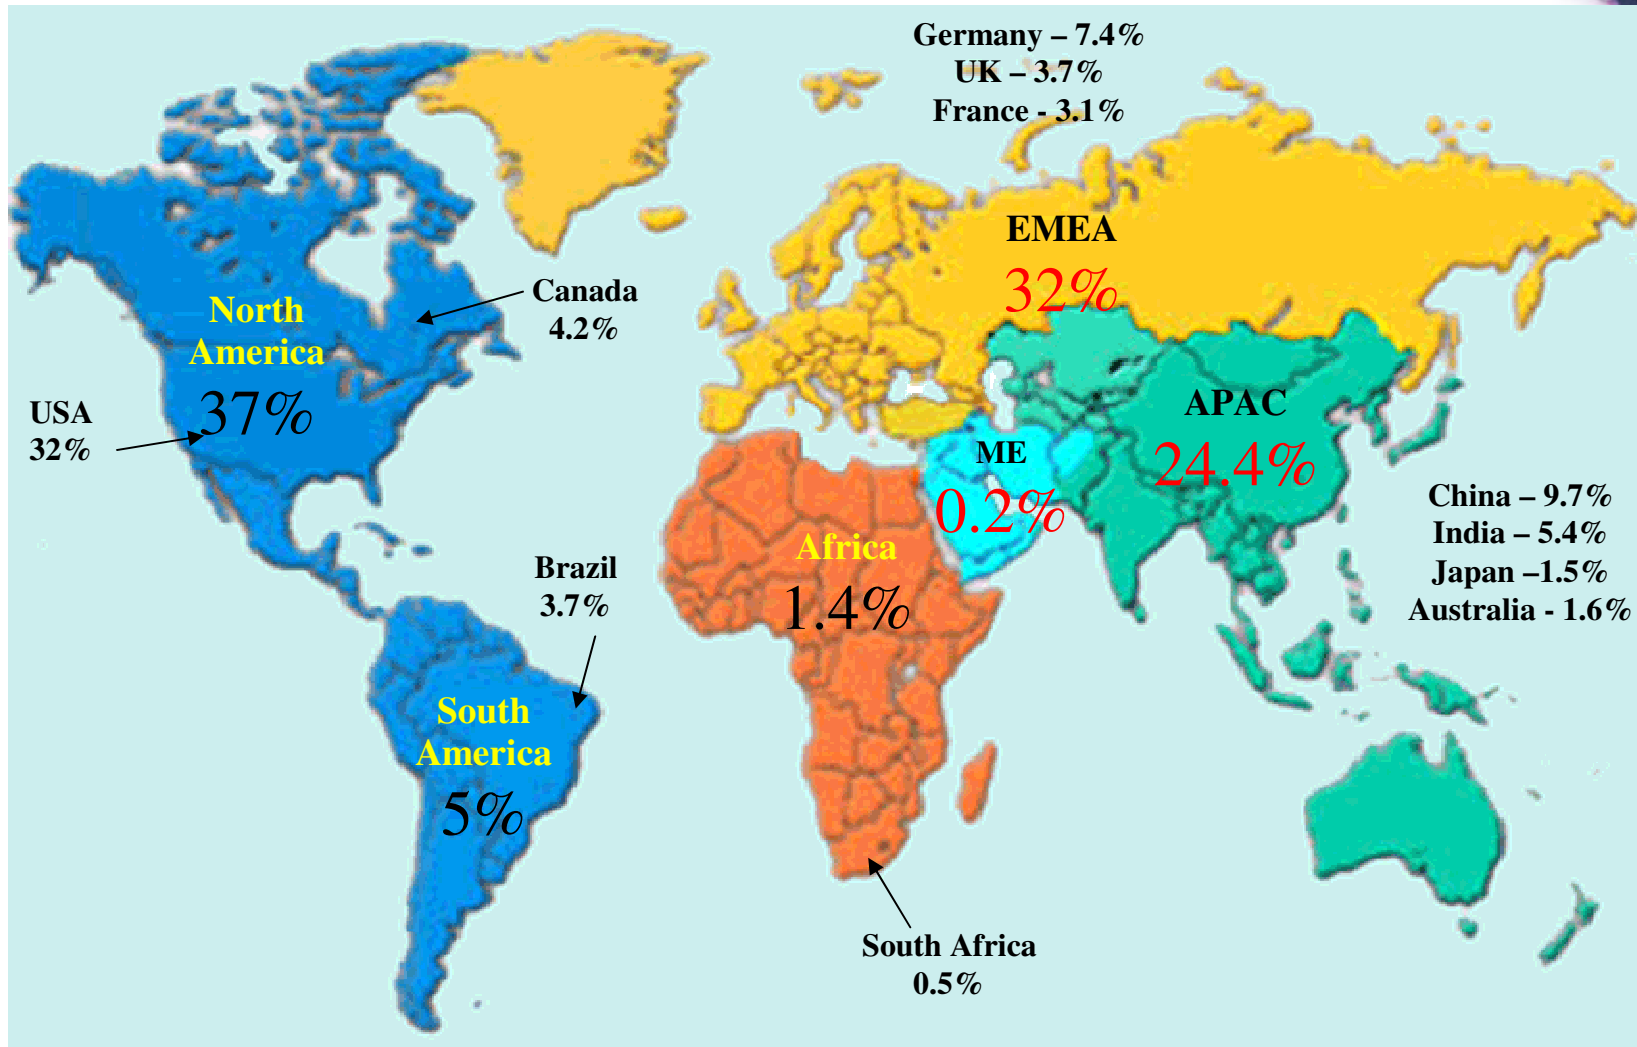 Germany – 7.4%
UK – 3.7%
France - 3.1%
EMEA
32%
Canada
4.2%
North
America
37%
USA
32%
APAC
24.4%
ME
0.2%
China – 9.7%
India – 5.4%
Japan –1.5%
Australia - 1.6%
Africa
1.4%
Brazil
3.7%
South
America
5%
South Africa
0.5%